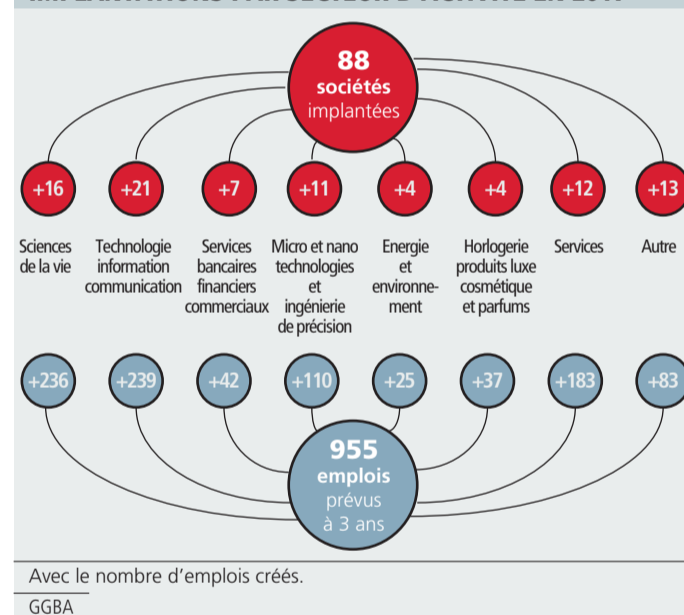 88
sociétés
implantées
+16 +21 +7 +11 +4 +4 +12 +13
Sciences
de la vie
Technologie
information
communication
Services
bancaires
financiers
commerciaux
Micro et nano
technologies
et
ingénierie
de précision
Energie
et
environne-
ment
Horlogerie
produits luxe
cosmétique
et parfums
Services
Autre
+236 +239 +42 +110 +25 +37 +183 +83
955
emplois
prévus
à 3 ans
Avec le nombre d'emplois créés.
GGBA